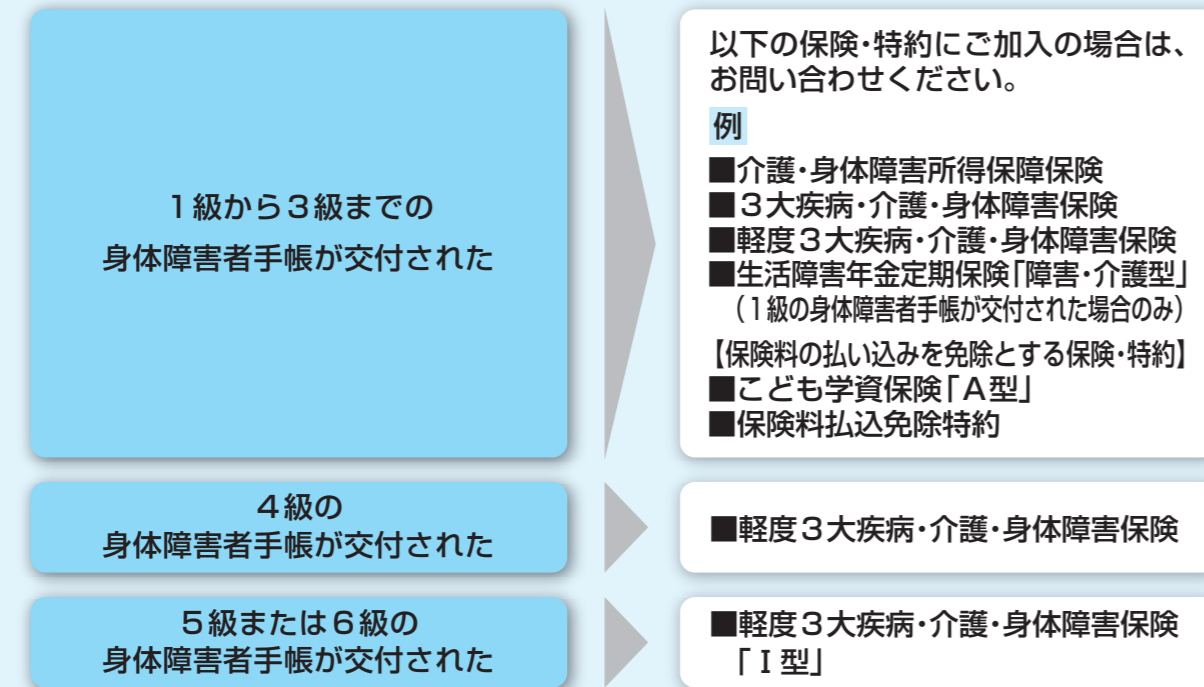 1級から3級までの
身体障害者手帳が交付された
以下の保険・特約にご加入の場合は、
お問い合わせください。
例
■介護・身体障害所得保障保険
■3大疾病・介護・身体障害保険
■軽度3大疾病・介護・身体障害保険
■生活障害年金定期保険「障害・介護型」
（1級の身体障害者手帳が交付された場合のみ）
【保険料の払い込みを免除とする保険・特約】
■こども学資保険「A型」
■保険料払込免除特約
4級の
身体障害者手帳が交付された
■軽度3大疾病・介護・身体障害保険
5級または6級の
身体障害者手帳が交付された
■軽度3大疾病・介護・身体障害保険
「Ⅰ型」